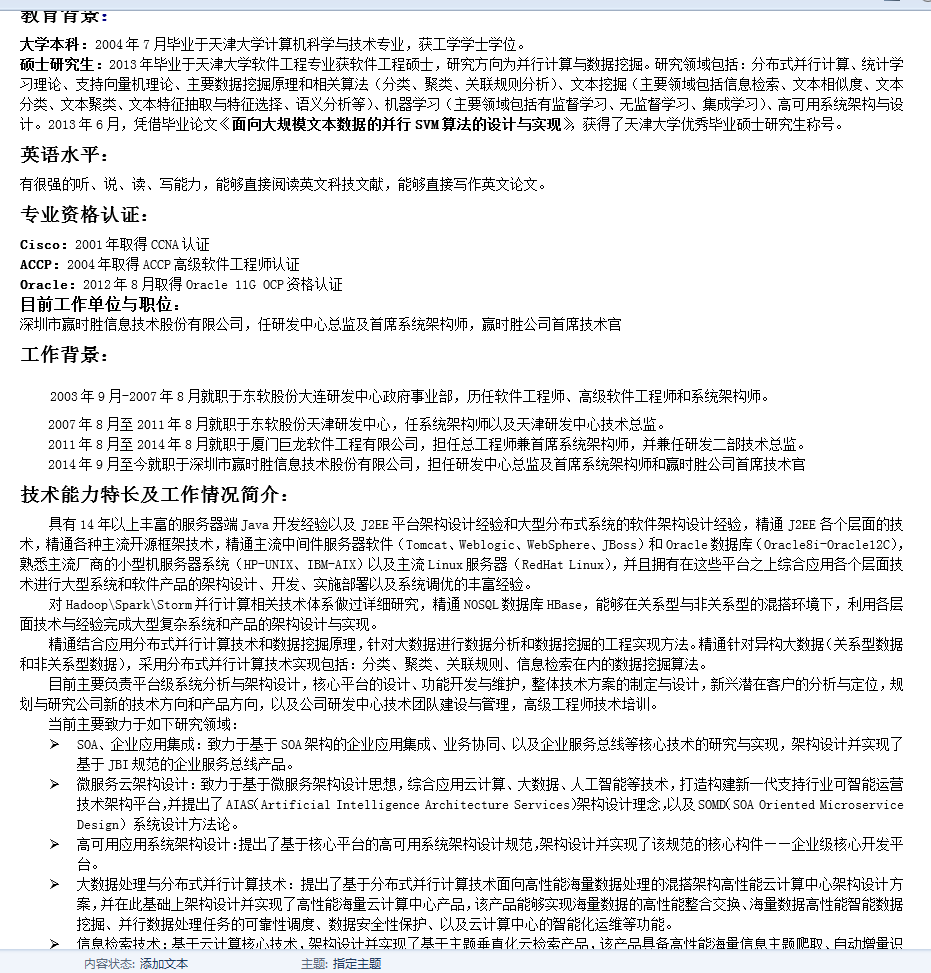 教育背景：
大学本科：2004 年 7 月毕业于天津大学计算机科学与技术专业，获工学学士学位。
硕士研究生：2013 年毕业于天津大学软件工程专业获软件工程硕士，研究方向为并行计算与数据挖掘。研究领域包括：分布式并行计算、统计学
习理论、支持向量机理论、主要数据挖掘原理和相关算法（分类、聚类、关联规则分析）、文本挖掘（主要领域包括信息检索、文本相似度、文本
分类、文本聚类、文本特征抽取与特征选择、语义分析等）、机器学习（主要领域包括有监督学习、无监督学习、集成学习）、高可用系统架构与设
计。2013 年 6 月，凭借毕业论文《面向大规模文本数据的并行 SVM 算法的设计与实现》，获得了天津大学优秀毕业硕士研究生称号。
英语水平：
有很强的听、说、读、写能力，能够直接阅读英文科技文献，能够直接写作英文论文。
专业资格认证：
Cisco：2001 年取得 CCNA 认证
ACCP：2004 年取得 ACCP 高级软件工程师认证
Oracle：2012 年 8 月取得 Oracle 11G OCP 资格认证
目前工作单位与职位：
深圳市赢时胜信息技术股份有限公司，任研发中心总监及首席系统架构师，赢时胜公司首席技术官
工作背景：
2003 年 9 月-2007 年 8 月就职于东软股份大连研发中心政府事业部，历任软件工程师、高级软件工程师和系统架构师。
2007 年 8 月至 2011 年 8 月就职于东软股份天津研发中心，任系统架构师以及天津研发中心技术总监。
2011 年 8 月至 2014 年 8 月就职于厦门巨龙软件工程有限公司，担任总工程师兼首席系统架构师，并兼任研发二部技术总监。
2014 年 9 月至今就职于深圳市赢时胜信息技术股份有限公司，担任研发中心总监及首席系统架构师和赢时胜公司首席技术官
技术能力特长及工作情况简介：
具有 14 年以上丰富的服务器端 Java 开发经验以及 J2EE 平台架构设计经验和大型分布式系统的软件架构设计经验，精通 J2EE 各个层面的技
术，精通各种主流开源框架技术，精通主流中间件服务器软件（Tomcat、Weblogic、WebSphere、JBoss）和 Oracle 数据库（Oracle8i-Oracle12C），
熟悉主流厂商的小型机服务器系统（HP-UNIX、IBM-AIX）以及主流 Linux 服务器（RedHat Linux），并且拥有在这些平台之上综合应用各个层面技
术进行大型系统和软件产品的架构设计、开发、实施部署以及系统调优的丰富经验。
对 Hadoop\Spark\Storm 并行计算相关技术体系做过详细研究，精通 NOSQL 数据库 HBase，能够在关系型与非关系型的混搭环境下，利用各层
面技术与经验完成大型复杂系统和产品的架构设计与实现。
精通结合应用分布式并行计算技术和数据挖掘原理，针对大数据进行数据分析和数据挖掘的工程实现方法。精通针对异构大数据（关系型数据
和非关系型数据），采用分布式并行计算技术实现包括：分类、聚类、关联规则、信息检索在内的数据挖掘算法。
目前主要负责平台级系统分析与架构设计，核心平台的设计、功能开发与维护，整体技术方案的制定与设计，新兴潜在客户的分析与定位，规
划与研究公司新的技术方向和产品方向，以及公司研发中心技术团队建设与管理，高级工程师技术培训。
当前主要致力于如下研究领域：
➢ SOA、企业应用集成：致力于基于 SOA 架构的企业应用集成、业务协同、以及企业服务总线等核心技术的研究与实现，架构设计并实现了
基于 JBI 规范的企业服务总线产品。
➢ 微服务云架构设计：致力于基于微服务架构设计思想，综合应用云计算、大数据、人工智能等技术，打造构建新一代支持行业可智能运营
技术架构平台，并提出了 AIAS（Artificial Intelligence Architecture Services）架构设计理念，以及 SOMD（SOA Oriented Microservice
Design）系统设计方法论。
➢ 高可用应用系统架构设计：提出了基于核心平台的高可用系统架构设计规范，架构设计并实现了该规范的核心构件——企业级核心开发平
台。
➢ 大数据处理与分布式并行计算技术：提出了基于分布式并行计算技术面向高性能海量数据处理的混搭架构高性能云计算中心架构设计方
案，并在此基础上架构设计并实现了高性能海量云计算中心产品，该产品能够实现海量数据的高性能整合交换、海量数据高性能智能数据
挖掘、并行数据处理任务的可靠性调度、数据安全性保护、以及云计算中心的智能化运维等功能。
➢ 信息检索技术：基于云计算核心技术，架构设计并实现了基于主题垂直化云检索产品，该产品具备高性能海量信息主题爬取、自动增量识
内容状态: 添加文本 主题: 指定主题